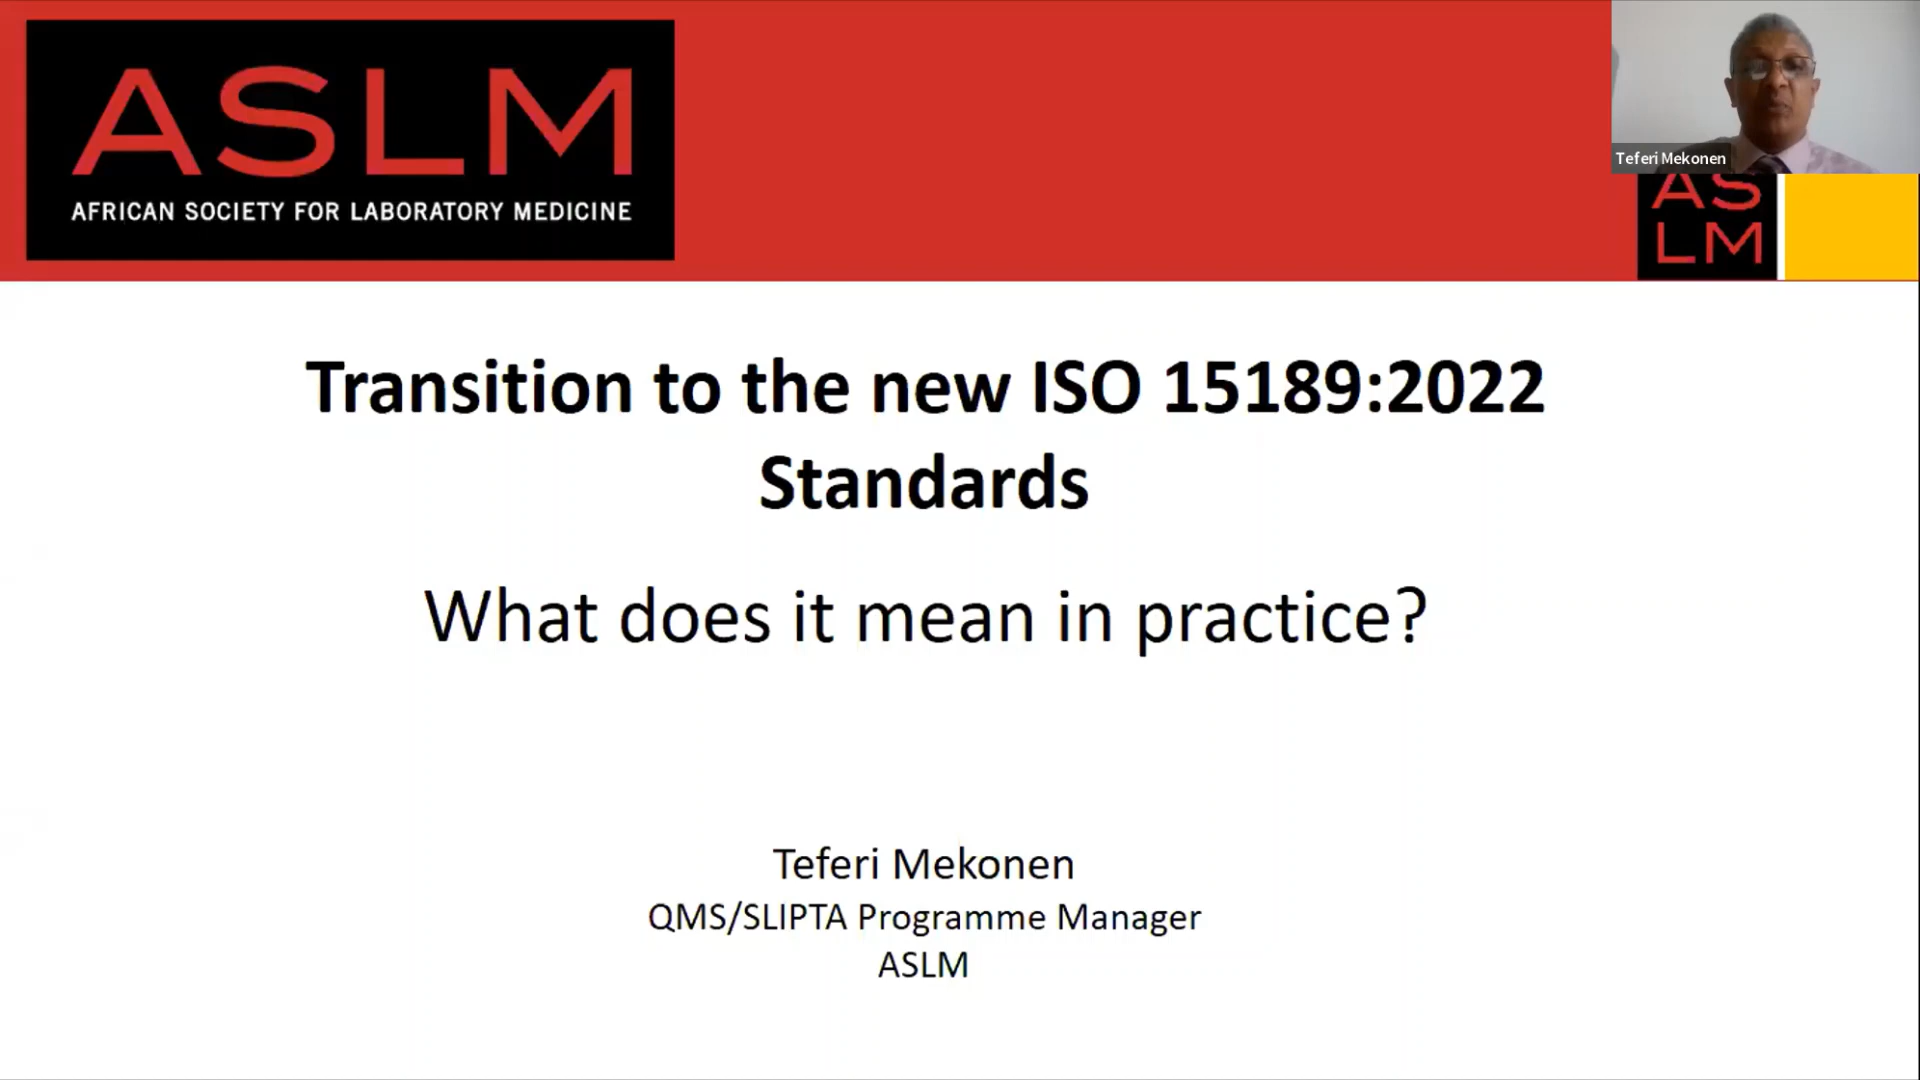 ASLM
AFRICAN SOCIETY FOR LABORATORY MEDICINE
Teferi Mekonen
AS
LM
Transition to the new ISO 15189:2022
Standards
What does it mean in practice?
Teferi Mekonen
QMS/SLIPTA Programme Manager
ASLM